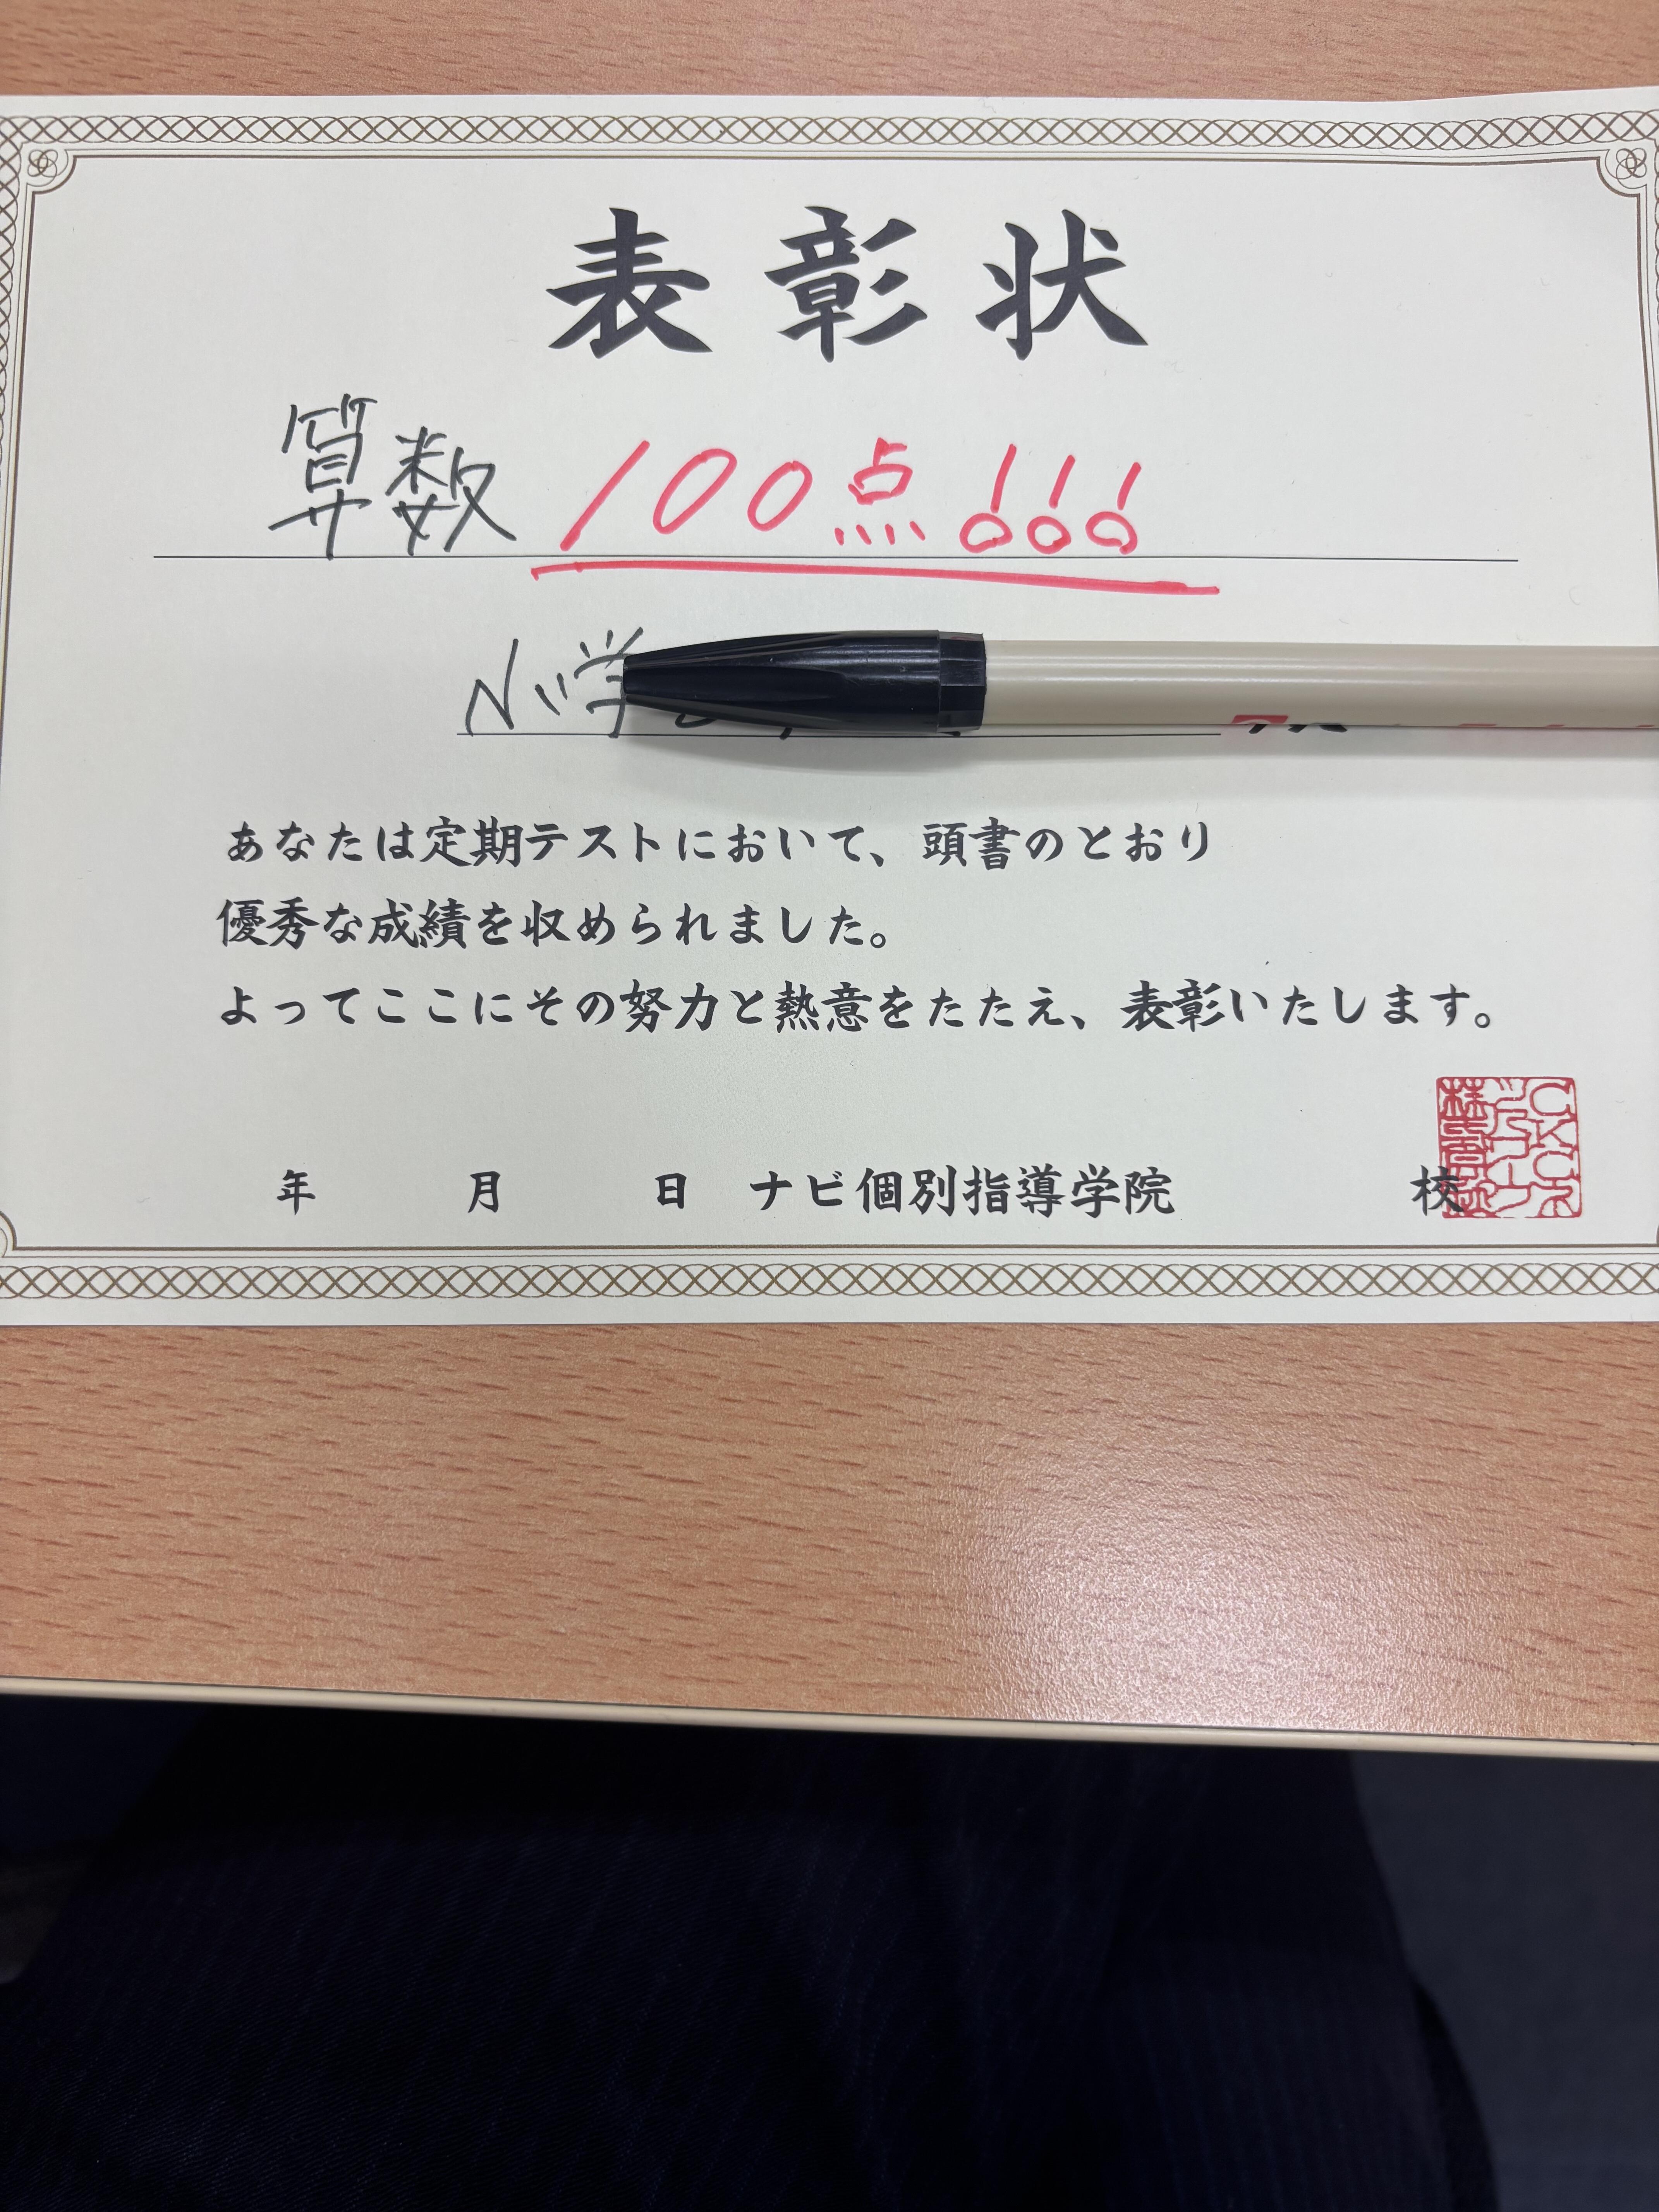 表彰状
算数 100点!!!
N小学
あなたは定期テストにおいて、頭書のとおり
優秀な成績を収められました。
よってここにその努力と熱意をたたえ、表彰いたします。
年 月 日 ナビ個別指導学院 校